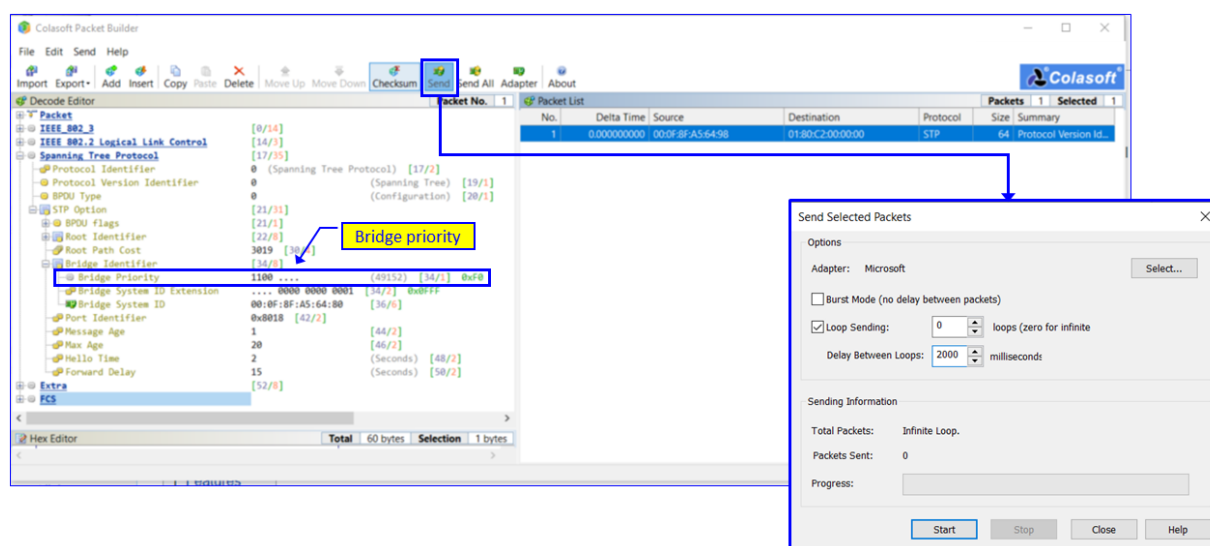 Colasoft Packet Builder
File Edit Send Help
Import Export Add Insert Copy Paste Delete Move Up Move Down Checksum Send Send All Adapter About
Colasoft
Decode Editor Packet No. 1 Packet List Packets 1 Selected 1
No. Delta Time Source Destination Protocol Size Summary
1 0.000000000 00:0F:8F:A5:64:98 01:80:C2:00:00:00 STP 64 Protocol Version Id...
Packet
IEEE_802_3 [0/14]
IEEE 802.2 Logical Link Control [14/3]
Spanning Tree Protocol [17/35]
Protocol Identifier 0 (Spanning Tree Protocol) [17/2]
Protocol Version Identifier 0 (Spanning Tree) [19/1]
BPDU Type 0 (Configuration) [20/1]
STP Option [21/31]
BPDU flags [21/1]
Root Identifier [22/8]
Bridge priority
Root Path Cost 3019 [30/4]
Bridge Identifier [34/8]
Bridge Priority 1100 .... (49152) [34/1] 0xF0
Bridge System ID Extension .... 0000 0000 0001 [34/2] 0x0FFF
Bridge System ID 00:0F:8F:A5:64:80 [36/6]
Port Identifier 0x8018 [42/2]
Message Age 1 [44/2]
Max Age 20 [46/2]
Hello Time 2 (Seconds) [48/2]
Forward Delay 15 (Seconds) [50/2]
Extra [52/8]
FCS
Hex Editor Total 60 bytes Selection 1 bytes
Send Selected Packets
Options
Adapter: Microsoft Select...
Burst Mode (no delay between packets)
Loop Sending: 0 loops (zero for infinite
Delay Between Loops: 2000 milliseconds
Sending Information
Total Packets: Infinite Loop.
Packets Sent: 0
Progress:
Start Stop Close Help